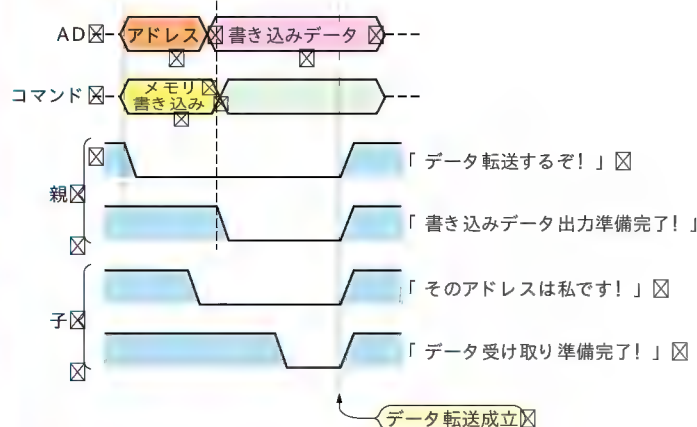 AD
アドレス
書き込みデータ
コマンド
メモリ
書き込み
親
「データ転送するぞ！」
「書き込みデータ出力準備完了！」
子
「そのアドレスは私です！」
「データ受け取り準備完了！」
データ転送成立